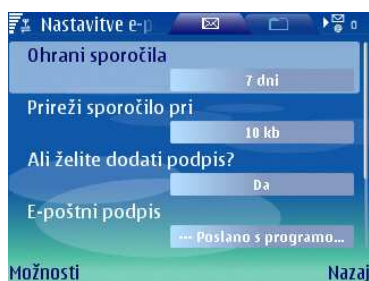 Nastavitve e-p
Ohrani sporočila
7 dni
Prireži sporočilo pri
10 kb
Ali želite dodati podpis?
Da
E-poštni podpis
--- Poslano s programo...
Možnosti Nazaj